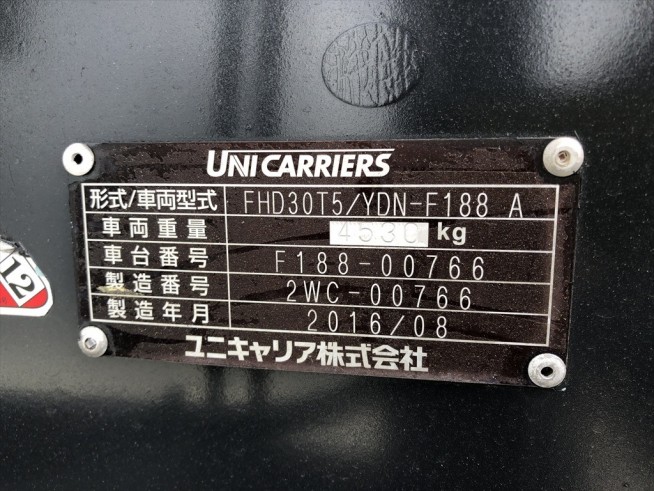 UNICARRIERS
形式/車両型式 FHD30T5/YDN-F188 A
車両重量 4530 kg
車台番号 F188-00766
製造番号 2WC-00766
製造年月 2016/08
ユニキャリア株式会社
12